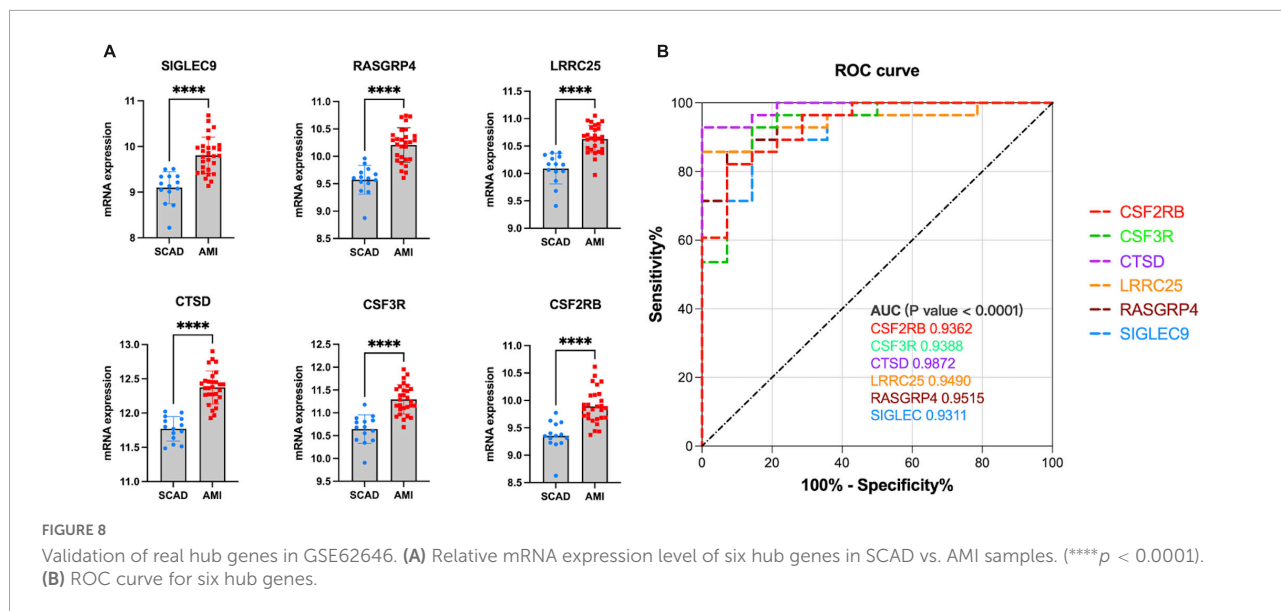 A
SIGLEC9
****
mRNA expression
11
10
9
8
SCAD AMI
RASGRP4
****
mRNA expression
11.0
10.5
10.0
9.5
9.0
8.5
SCAD AMI
LRRC25
****
mRNA expression
11.5
11.0
10.5
10.0
9.5
9.0
SCAD AMI
CTSD
****
mRNA expression
13.0
12.5
12.0
11.5
11.0
SCAD AMI
CSF3R
****
mRNA expression
12.5
12.0
11.5
11.0
10.5
10.0
9.5
SCAD AMI
CSF2RB
****
mRNA expression
11.0
10.5
10.0
9.5
9.0
8.5
SCAD AMI
B
ROC curve
Sensitivity%
100
80
60
40
20
0
0 20 40 60 80 100
100% - Specificity%
AUC (P value < 0.0001)
CSF2RB 0.9362
CSF3R 0.9388
CTSD 0.9872
LRRC25 0.9490
RASGRP4 0.9515
SIGLEC 0.9311
CSF2RB
CSF3R
CTSD
LRRC25
RASGRP4
SIGLEC9
FIGURE 8
Validation of real hub genes in GSE62646. (A) Relative mRNA expression level of six hub genes in SCAD vs. AMI samples. (****p < 0.0001).
(B) ROC curve for six hub genes.